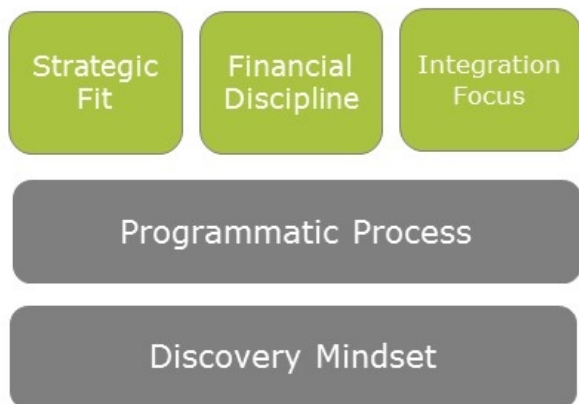 Strategic
Fit
Financial
Discipline
Integration
Focus
Programmatic Process
Discovery Mindset